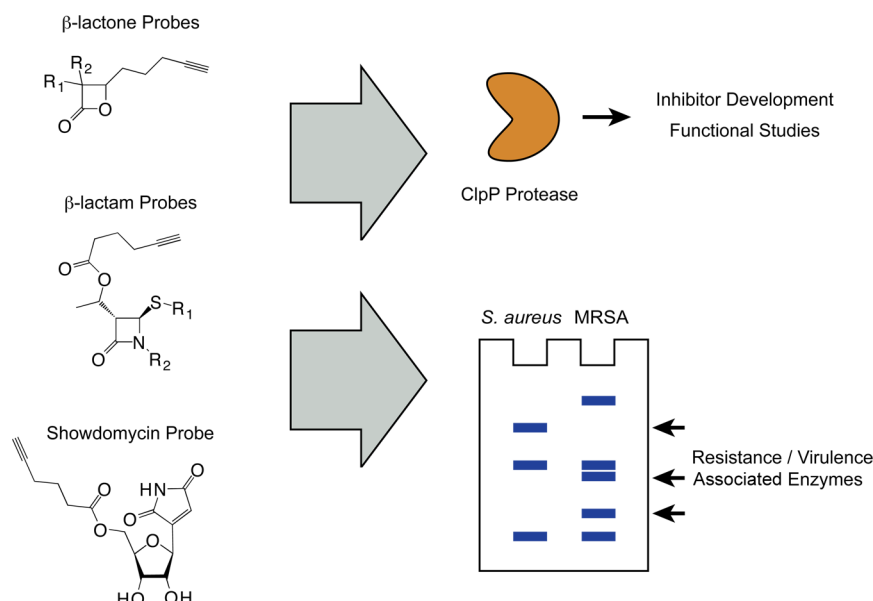 β-lactone Probes
R2
R1
O
O
ClpP Protease
Inhibitor Development
Functional Studies
β-lactam Probes
O
O
S
R1
O
N
R2
S. aureus MRSA
Resistance / Virulence
Associated Enzymes
Showdomycin Probe
O
O
NH
O
O
O
HO
OH